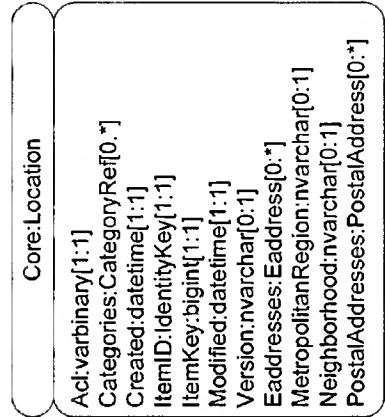 Core:Location
Acl:varbinary[1:1]
Categories:CategoryRef[0.*]
Created:datetime[1:1]
ItemID:IdentityKey[1:1]
ItemKey:bigint[1:1]
Modified:datetime[1:1]
Version:nvarchar[0:1]
Eaddresses:Eaddress[0:*]
MetropolitanRegion:nvarchar[0:1]
Neighborhood:nvarchar[0:1]
PostalAddresses:PostalAddress[0:*]